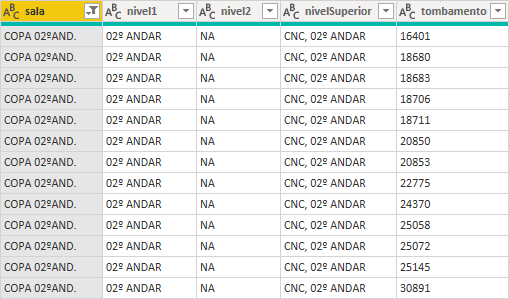 sala nivel1 nivel2 nivelSuperior tombamento
COPA 02ºAND. 02º ANDAR NA CNC, 02º ANDAR 16401
COPA 02ºAND. 02º ANDAR NA CNC, 02º ANDAR 18680
COPA 02ºAND. 02º ANDAR NA CNC, 02º ANDAR 18683
COPA 02ºAND. 02º ANDAR NA CNC, 02º ANDAR 18706
COPA 02ºAND. 02º ANDAR NA CNC, 02º ANDAR 18711
COPA 02ºAND. 02º ANDAR NA CNC, 02º ANDAR 20850
COPA 02ºAND. 02º ANDAR NA CNC, 02º ANDAR 20853
COPA 02ºAND. 02º ANDAR NA CNC, 02º ANDAR 22775
COPA 02ºAND. 02º ANDAR NA CNC, 02º ANDAR 24370
COPA 02ºAND. 02º ANDAR NA CNC, 02º ANDAR 25058
COPA 02ºAND. 02º ANDAR NA CNC, 02º ANDAR 25072
COPA 02ºAND. 02º ANDAR NA CNC, 02º ANDAR 25145
COPA 02ºAND. 02º ANDAR NA CNC, 02º ANDAR 30891